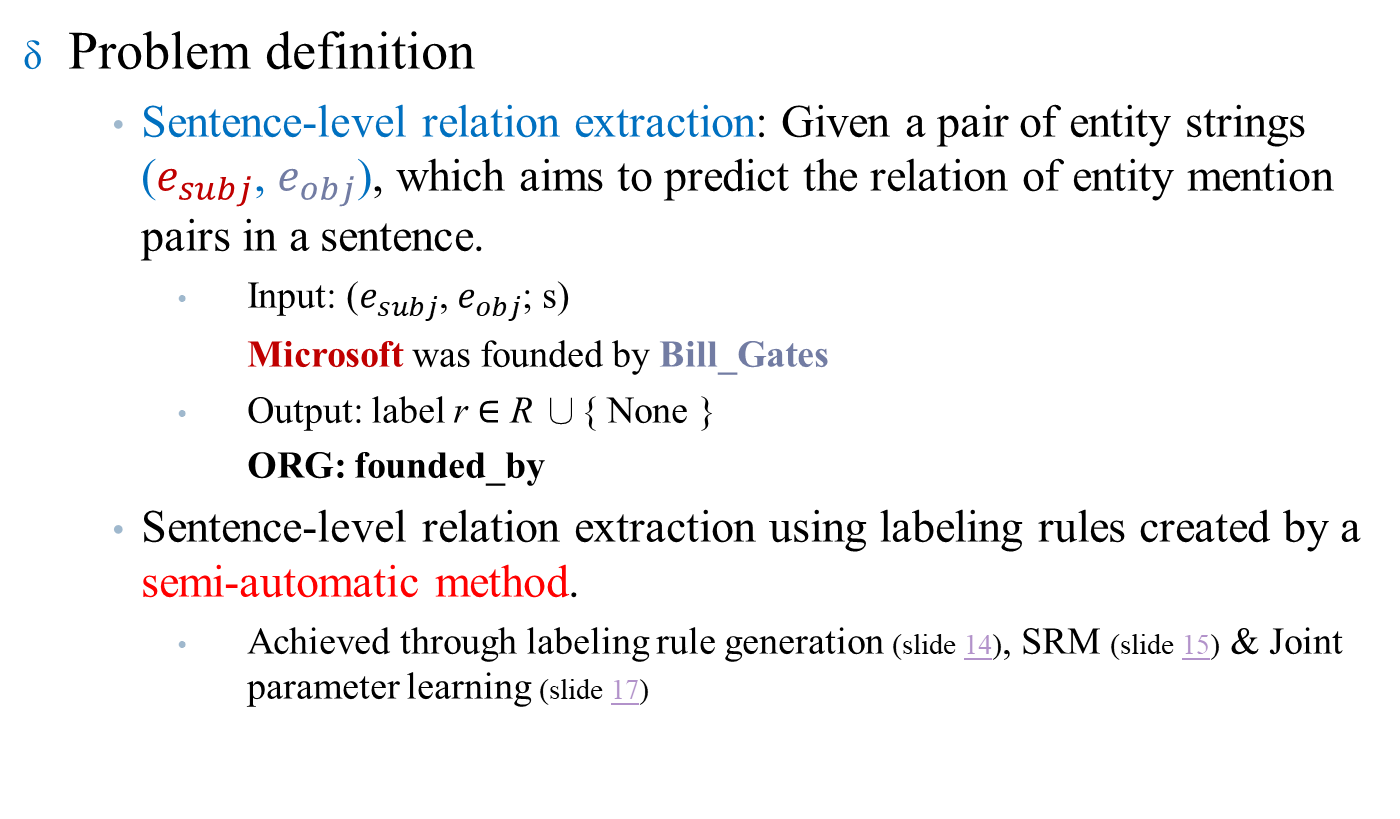 δ Problem definition
• Sentence-level relation extraction: Given a pair of entity strings
(e_subj, e_obj), which aims to predict the relation of entity mention
pairs in a sentence.
• Input: (e_subj, e_obj; s)
Microsoft was founded by Bill_Gates
• Output: label r ∈ R ∪ { None }
ORG: founded_by
• Sentence-level relation extraction using labeling rules created by a
semi-automatic method.
• Achieved through labeling rule generation (slide 14), SRM (slide 15) & Joint
parameter learning (slide 17)